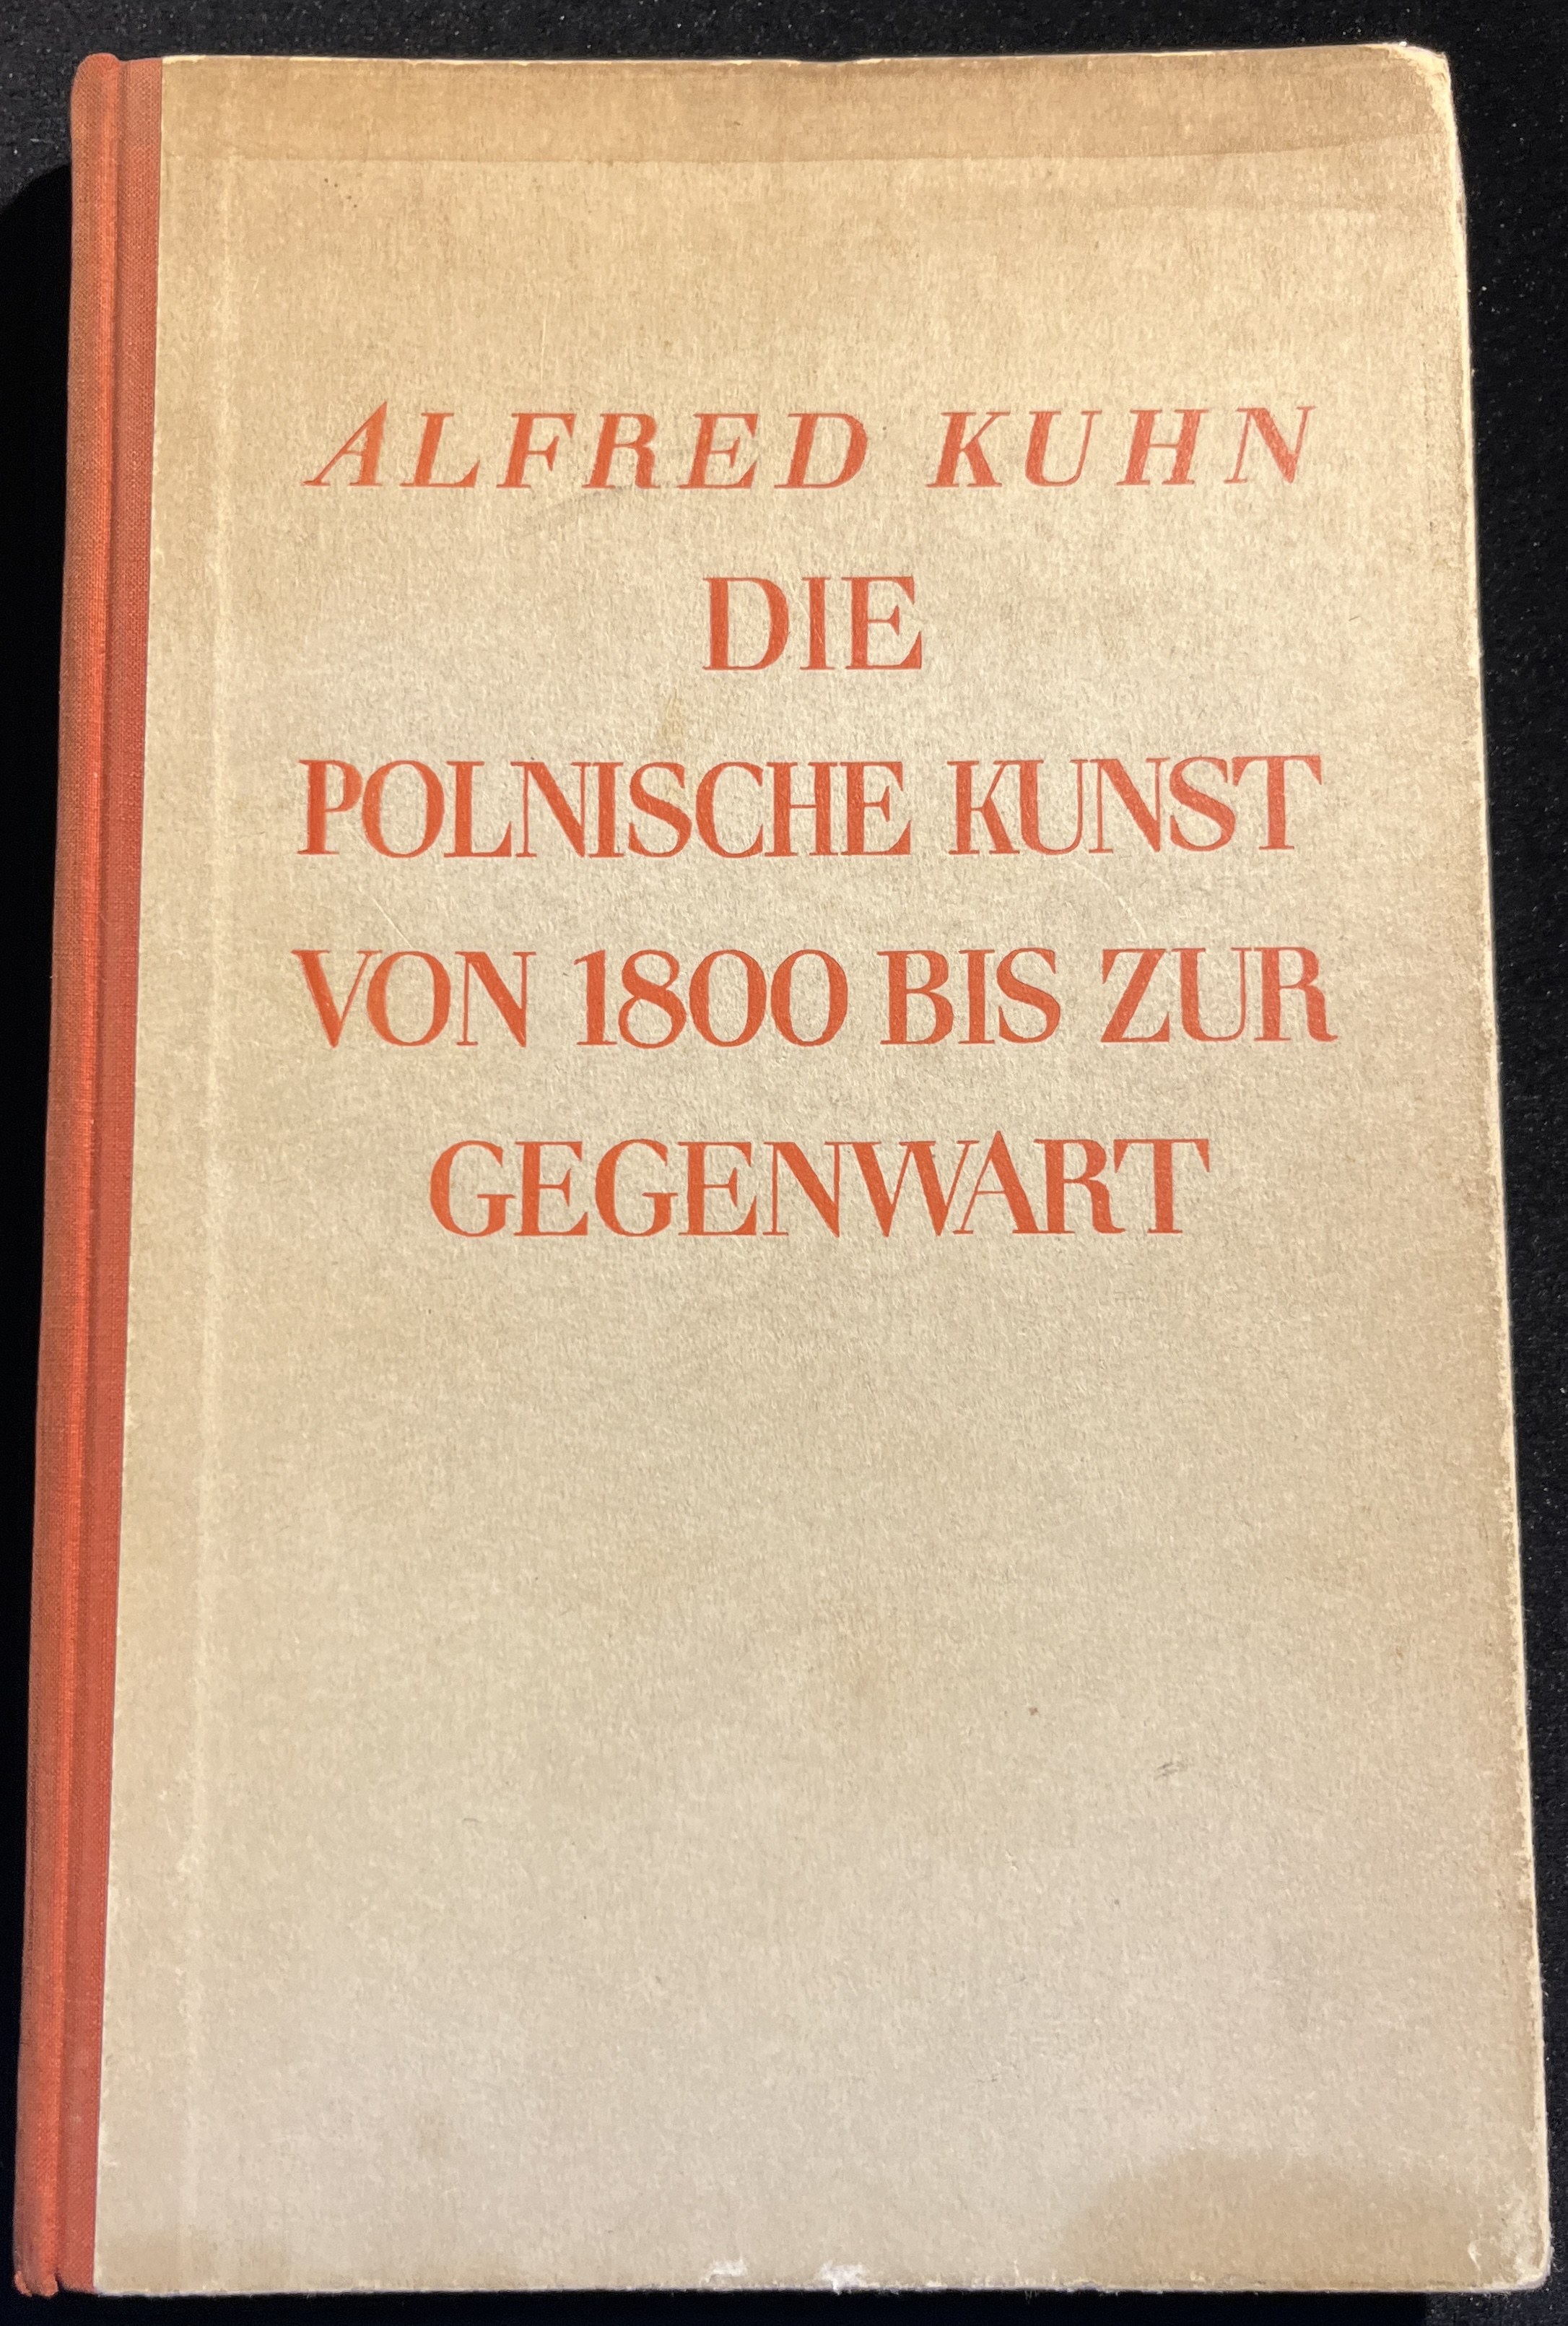 ALFRED KUHN
DIE
POLNISCHE KUNST
VON 1800 BIS ZUR
GEGENWART